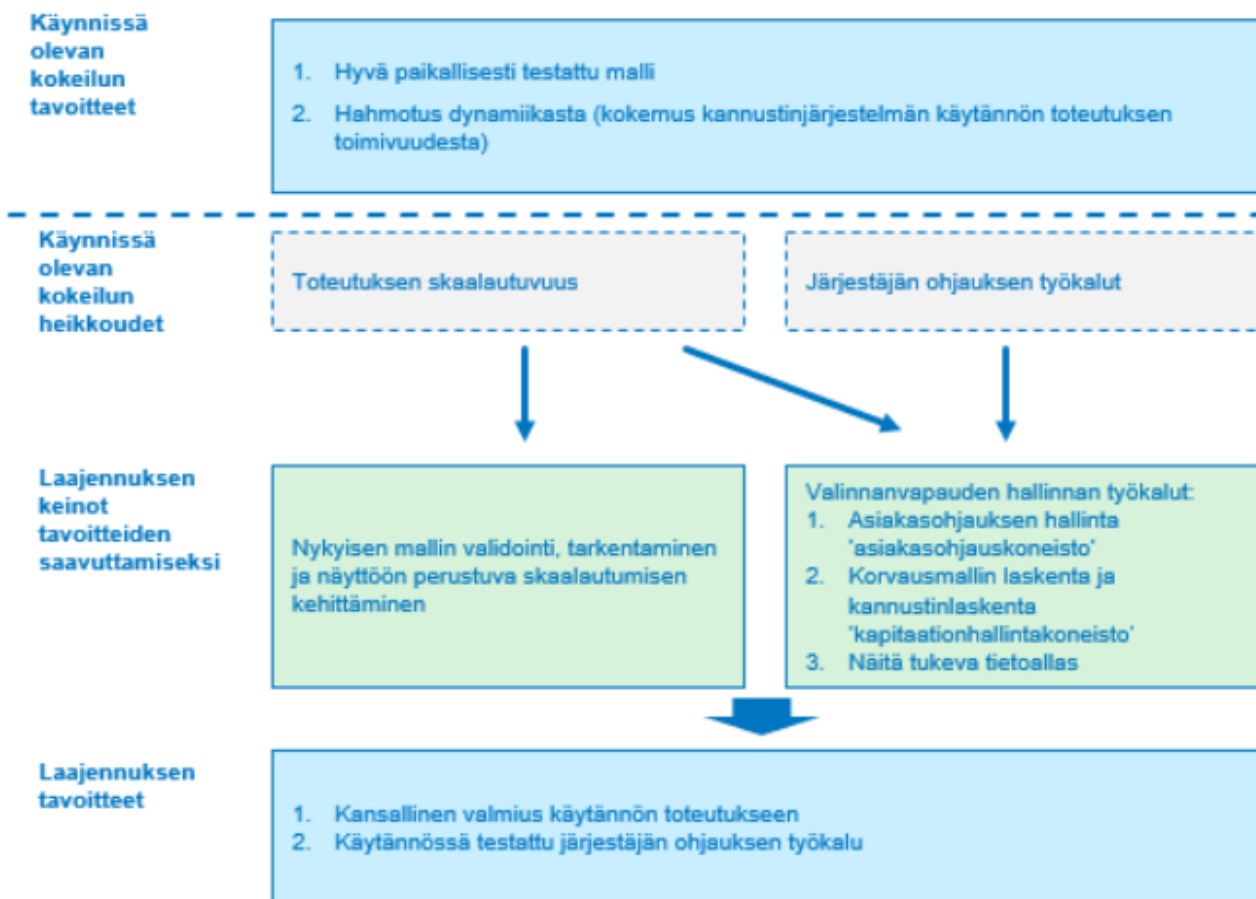 Käynnissä
olevan
kokeilun
tavoitteet
1. Hyvä paikallisesti testattu malli
2. Hahmotus dynamiikasta (kokemus kannustinjärjestelmän käytännön toteutuksen
toimivuudesta)
Käynnissä
olevan
kokeilun
heikkoudet
Toteutuksen skaalautuvuus
Järjestäjän ohjauksen työkalut
Laajennuksen
keinot
tavoitteiden
saavuttamiseksi
Nykyisen mallin validointi, tarkentaminen
ja näyttöön perustuva skaalautumisen
kehittäminen
Valinnanvapauden hallinnan työkalut:
1. Asiakasohjauksen hallinta
'asiakasohjauskoneisto'
2. Korvausmallin laskenta ja
kannustinlaskenta
'kapitaationhallintakoneisto'
3. Näitä tukeva tietoallas
Laajennuksen
tavoitteet
1. Kansallinen valmius käytännön toteutukseen
2. Käytännössä testattu järjestäjän ohjauksen työkalu